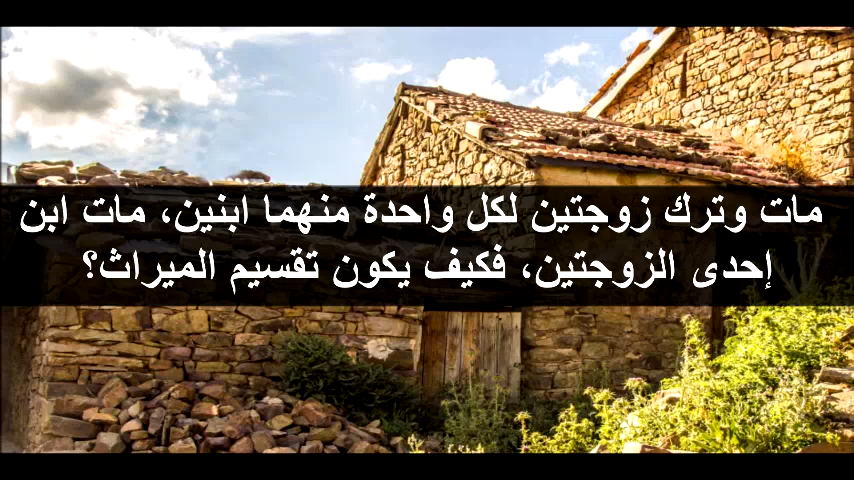 مات وترك زوجتين لكل واحدة منهما ابنين، مات ابن
إحدى الزوجتين، فكيف يكون تقسيم الميراث؟